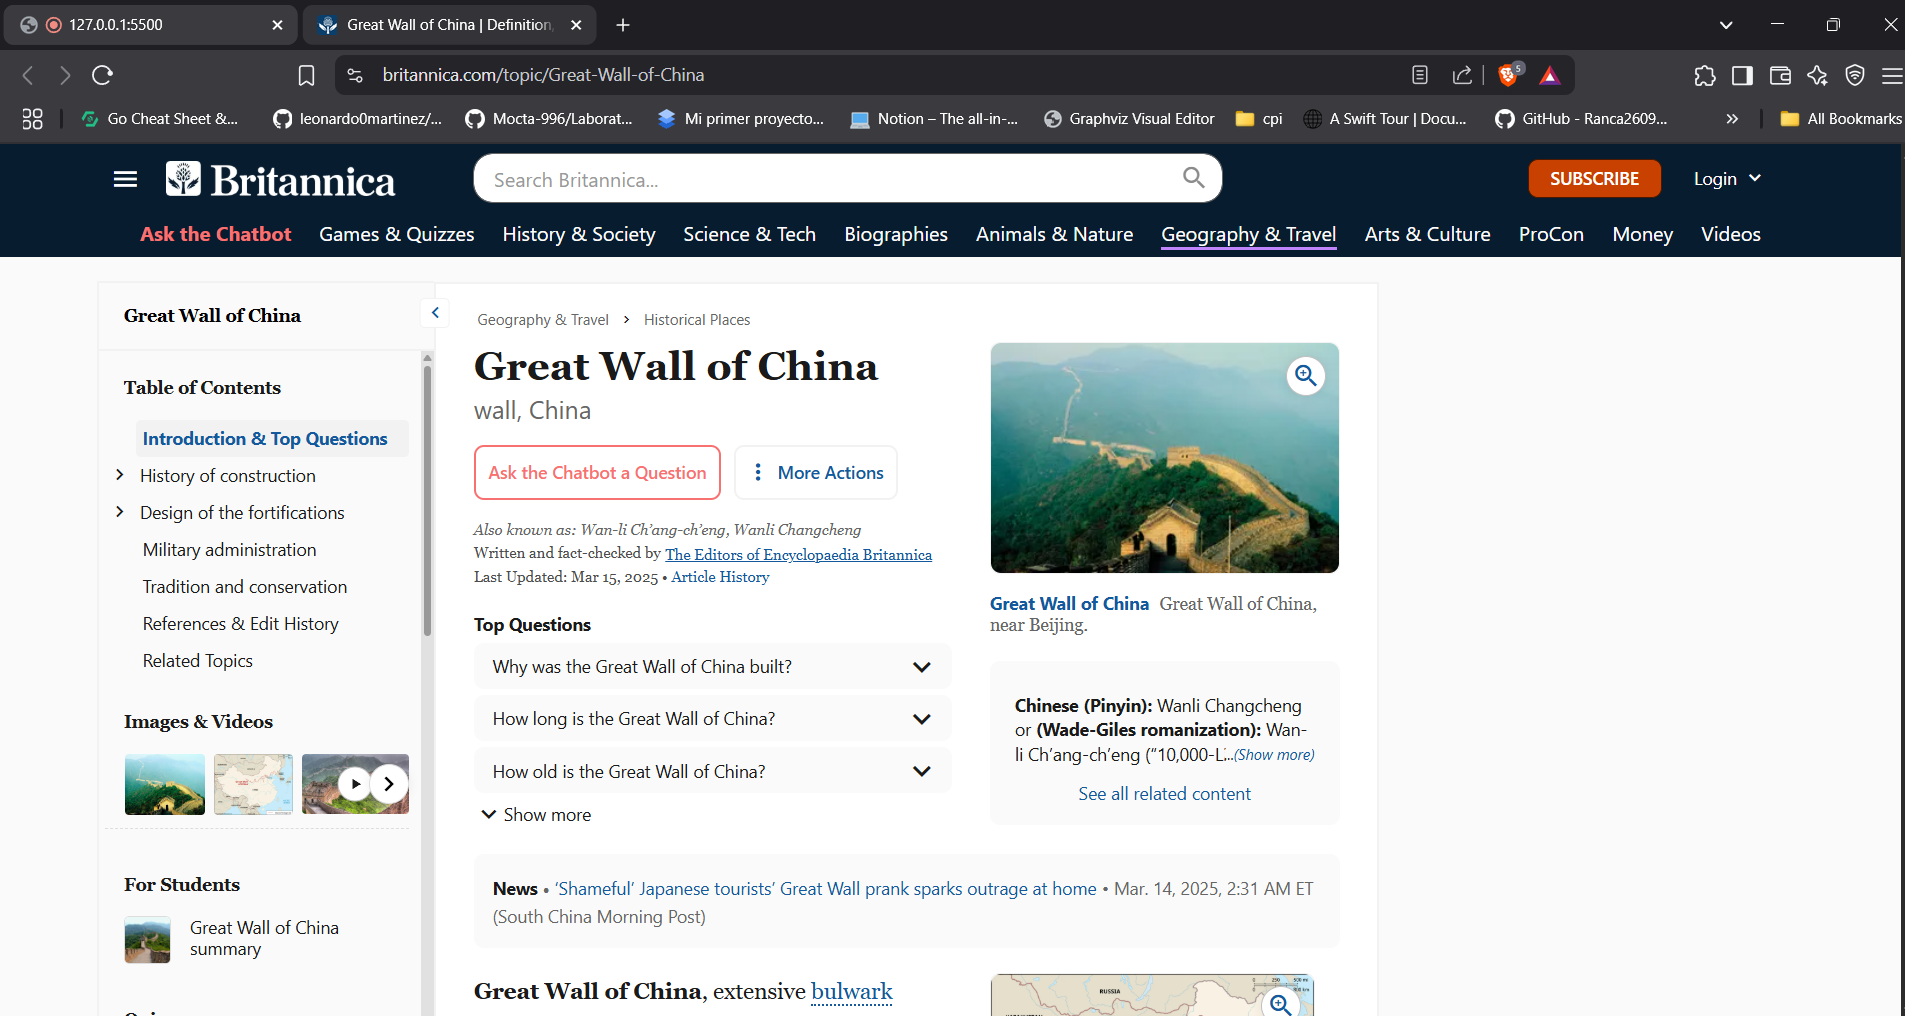 127.0.0.1:5500
Great Wall of China | Definition,
britannica.com/topic/Great-Wall-of-China
5
Go Cheat Sheet &...
leonardo0martinez/...
Mocta-996/Laborat...
Mi primer proyecto...
Notion – The all-in-...
Graphviz Visual Editor
cpi
A Swift Tour | Docu...
GitHub - Ranca2609...
»
All Bookmarks
Britannica
Search Britannica...
SUBSCRIBE
Login
Ask the Chatbot
Games & Quizzes
History & Society
Science & Tech
Biographies
Animals & Nature
Geography & Travel
Arts & Culture
ProCon
Money
Videos
Great Wall of China
Table of Contents
Introduction & Top Questions
History of construction
Design of the fortifications
Military administration
Tradition and conservation
References & Edit History
Related Topics
Images & Videos
For Students
Great Wall of China
summary
Geography & Travel › Historical Places
Great Wall of China
wall, China
Ask the Chatbot a Question
More Actions
Also known as: Wan-li Ch’ang-ch’eng, Wanli Changcheng
Written and fact-checked by The Editors of Encyclopaedia Britannica
Last Updated: Mar 15, 2025 • Article History
Top Questions
Why was the Great Wall of China built?
How long is the Great Wall of China?
How old is the Great Wall of China?
Show more
Great Wall of China Great Wall of China,
near Beijing.
Chinese (Pinyin): Wanli Changcheng
or (Wade-Giles romanization): Wan-
li Ch’ang-ch’eng (“10,000-L...(Show more)
See all related content
News • ‘Shameful’ Japanese tourists’ Great Wall prank sparks outrage at home • Mar. 14, 2025, 2:31 AM ET
(South China Morning Post)
Great Wall of China, extensive bulwark
RUSSIA